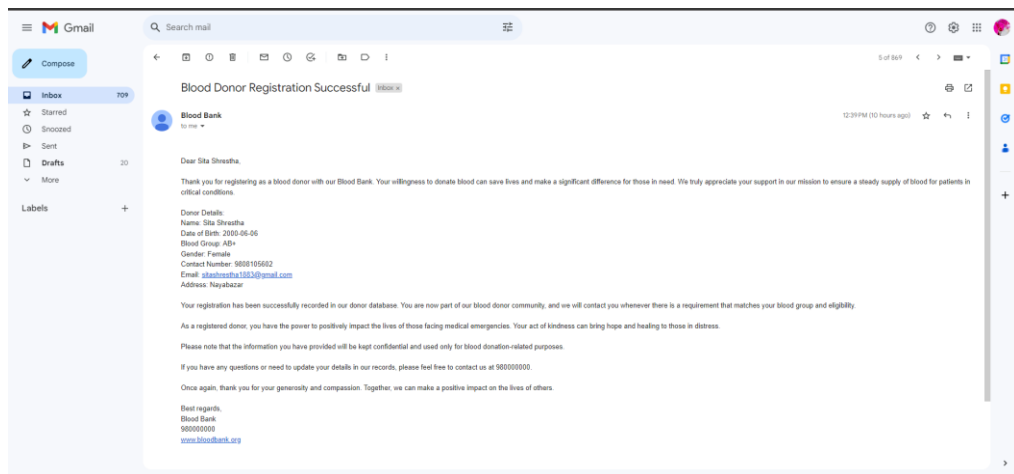 Gmail
Search mail
Compose
5 of 869
Inbox 709
Starred
Snoozed
Sent
Drafts 20
More
Labels
Blood Donor Registration Successful Inbox x
Blood Bank
12:39 PM (10 hours ago)
to me
Dear Sita Shrestha,
Thank you for registering as a blood donor with our Blood Bank. Your willingness to donate blood can save lives and make a significant difference for those in need. We truly appreciate your support in our mission to ensure a steady supply of blood for patients in
critical conditions.
Donor Details:
Name: Sita Shrestha
Date of Birth: 2000-06-06
Blood Group: AB+
Gender: Female
Contact Number: 9808105602
Email: sitashrestha1883@gmail.com
Address: Nayabazar
Your registration has been successfully recorded in our donor database. You are now part of our blood donor community, and we will contact you whenever there is a requirement that matches your blood group and eligibility.
As a registered donor, you have the power to positively impact the lives of those facing medical emergencies. Your act of kindness can bring hope and healing to those in distress.
Please note that the information you have provided will be kept confidential and used only for blood donation-related purposes.
If you have any questions or need to update your details in our records, please feel free to contact us at 980000000.
Once again, thank you for your generosity and compassion. Together, we can make a positive impact on the lives of others.
Best regards,
Blood Bank
980000000
www.bloodbank.org